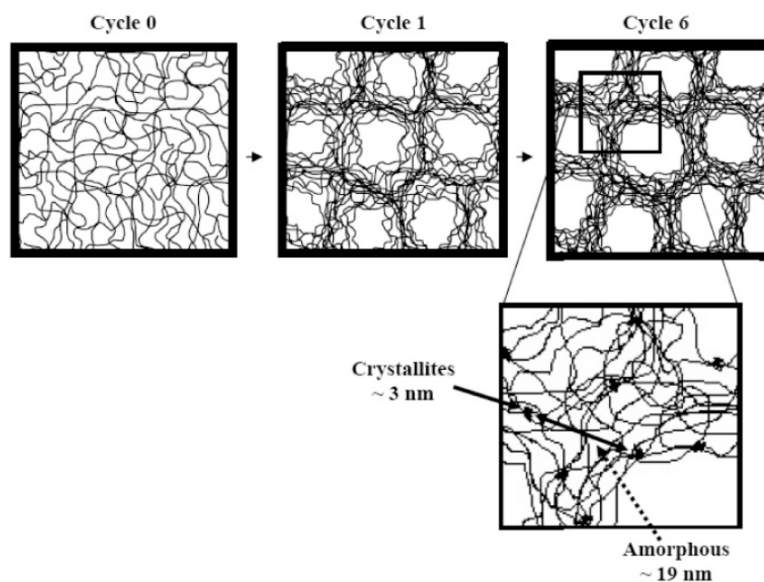 Cycle 0
Cycle 1
Cycle 6
Crystallites
~ 3 nm
Amorphous
~ 19 nm